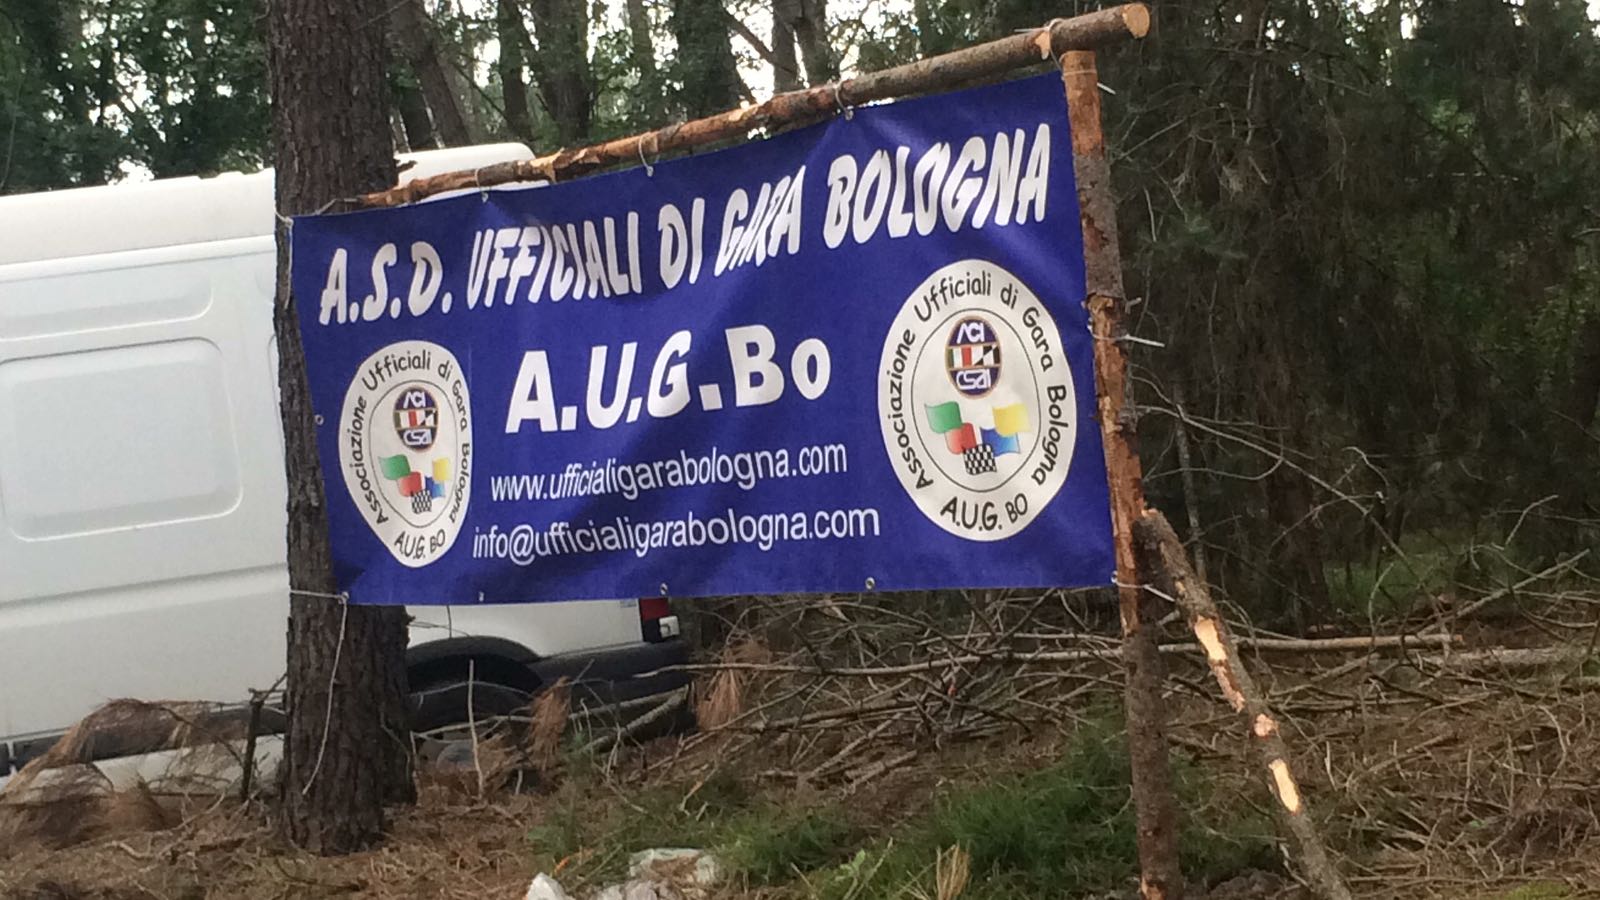 A.S.D. UFFICIALI DI GARA BOLOGNA
A.U.G.Bo
www.ufficialigarabologna.com
info@ufficialigarabologna.com
Associazione Ufficiali di Gara Bologna
ACI
CSAI
A.U.G. BO
Associazione Ufficiali di Gara Bologna
ACI
CSAI
A.U.G. BO